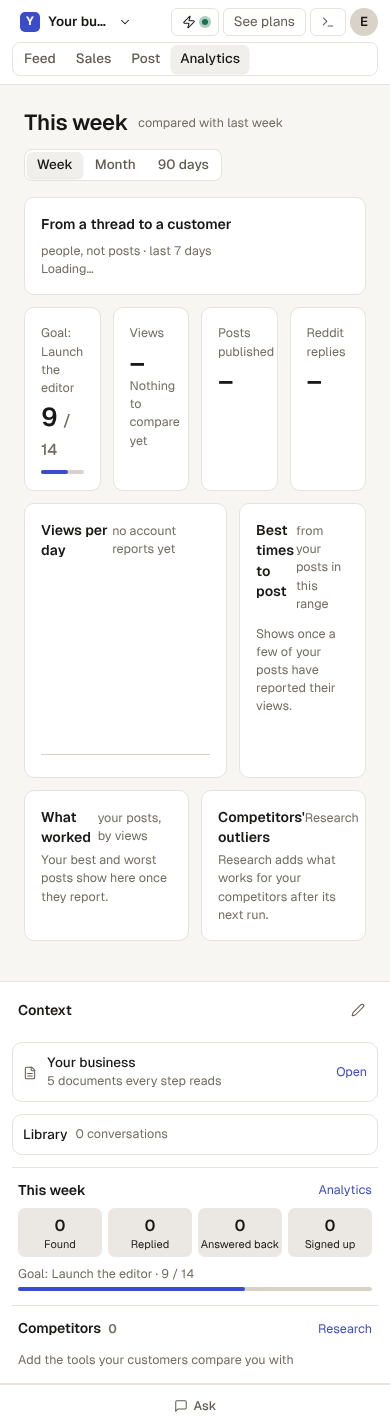 Y Your bu... See plans E
Feed Sales Post Analytics
This week compared with last week
Week Month 90 days
From a thread to a customer
people, not posts · last 7 days
Loading…
Goal:
Launch
the
editor
9 /
14
Views
–
Nothing
to
compare
yet
Posts
published
–
Reddit
replies
–
Views per
day
no account
reports yet
Best
times
to
post
from
your
posts in
this
range
Shows once a
few of your
posts have
reported their
views.
What
worked
your posts,
by views
Your best and worst
posts show here once
they report.
Competitors'
outliers
Research
Research adds what
works for your
competitors after its
next run.
Context
Your business
5 documents every step reads
Open
Library 0 conversations
This week Analytics
0 0 0 0
Found Replied Answered back Signed up
Goal: Launch the editor · 9 / 14
Competitors 0 Research
Add the tools your customers compare you with
Ask